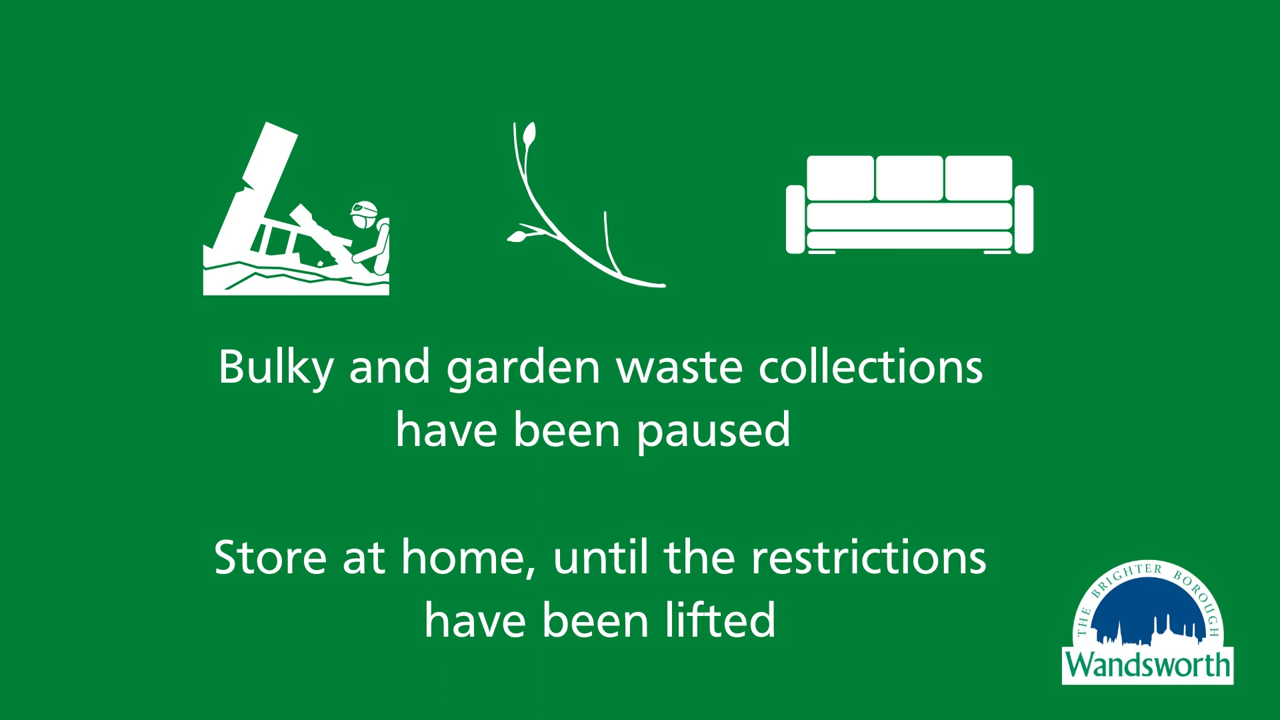 Bulky and garden waste collections
have been paused
Store at home, until the restrictions
have been lifted
THE BRIGHTER BOROUGH
Wandsworth